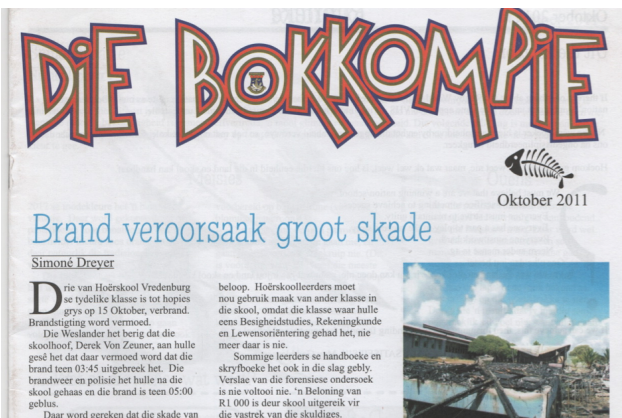 DiE BOKKOMPiE
Oktober 2011
Brand veroorsaak groot skade
Simoné Dreyer
Drie van Hoërskool Vredenburg
se tydelike klasse is tot hopies
grys op 15 Oktober, verbrand.
Brandstigting word vermoed.
Die Weslander het berig dat die
skoolhoof, Derek Von Zeuner, aan hulle
gesê het dat daar vermoed word dat die
brand teen 03:45 uitgebreek het. Die
brandweer en polisie het hulle na die
skool gehaas en die brand is teen 05:00
geblus.
Daar word gereken dat die skade van
beloop. Hoërskoolleerders moet
nou gebruik maak van ander klasse in
die skool, omdat die klasse waar hulle
eens Besigheidstudies, Rekeningkunde
en Lewensoriëntering gehad het, nie
meer daar is nie.
Sommige leerders se handboeke en
skryfboeke het ook in die slag gebly.
Verslae van die forensiese ondersoek
is nie voltooi nie. ‘n Beloning van
R1 000 is deur skool uitgereik vir
die vastrek van die skuldiges.